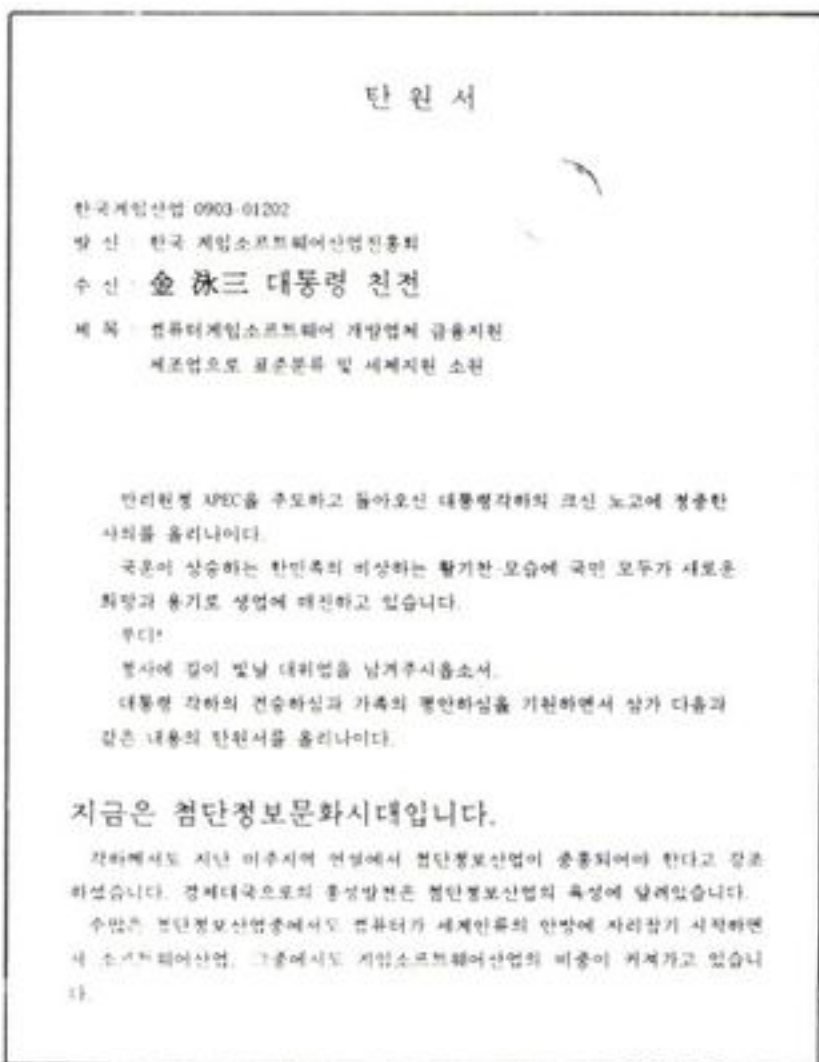 탄 원 서
한국게임산업 0903-01202
발 신 : 한국 게임소프트웨어산업진흥회
수 신 : 金 泳三 대통령 친전
제 목 : 컴퓨터게임소프트웨어 개발업체 금융지원
제조업으로 표준분류 및 세제지원 소원
만리원정 APEC을 주도하고 돌아오신 대통령각하의 크신 노고에 정중한
사의를 올리나이다.
국운이 상승하는 한민족의 비상하는 활기찬 모습에 국민 모두가 새로운
희망과 용기로 생업에 매진하고 있습니다.
부디!
청사에 길이 빛날 대위업을 남겨주시옵소서.
대통령 각하의 건승하심과 가족의 평안하심을 기원하면서 삼가 다음과
같은 내용의 탄원서를 올리나이다.
지금은 첨단정보문화시대입니다.
각하께서도 지난 미주지역 연설에서 첨단정보산업이 중흥되어야 한다고 강조
하셨습니다. 경제대국으로의 흥성발전은 첨단정보산업의 육성에 달려있습니다.
수많은 첨단정보산업중에서도 컴퓨터가 세계인류의 안방에 자리잡기 시작하면
서 소프트웨어산업, 그중에서도 게임소프트웨어산업의 비중이 커져가고 있습니
다.